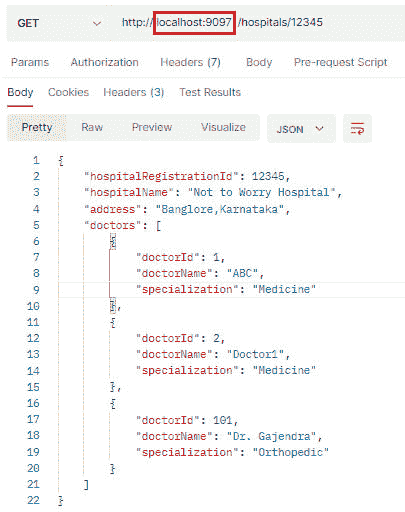 GET http://localhost:9097/hospitals/12345
Params Authorization Headers (7) Body Pre-request Script
Body Cookies Headers (3) Test Results
Pretty Raw Preview Visualize JSON
1 {
2 "hospitalRegistrationId": 12345,
3 "hospitalName": "Not to Worry Hospital",
4 "address": "Banglore,Karnataka",
5 "doctors": [
6 {
7 "doctorId": 1,
8 "doctorName": "ABC",
9 "specialization": "Medicine"
10 },
11 {
12 "doctorId": 2,
13 "doctorName": "Doctor1",
14 "specialization": "Medicine"
15 },
16 {
17 "doctorId": 101,
18 "doctorName": "Dr. Gajendra",
19 "specialization": "Orthopedic"
20 }
21 ]
22 }